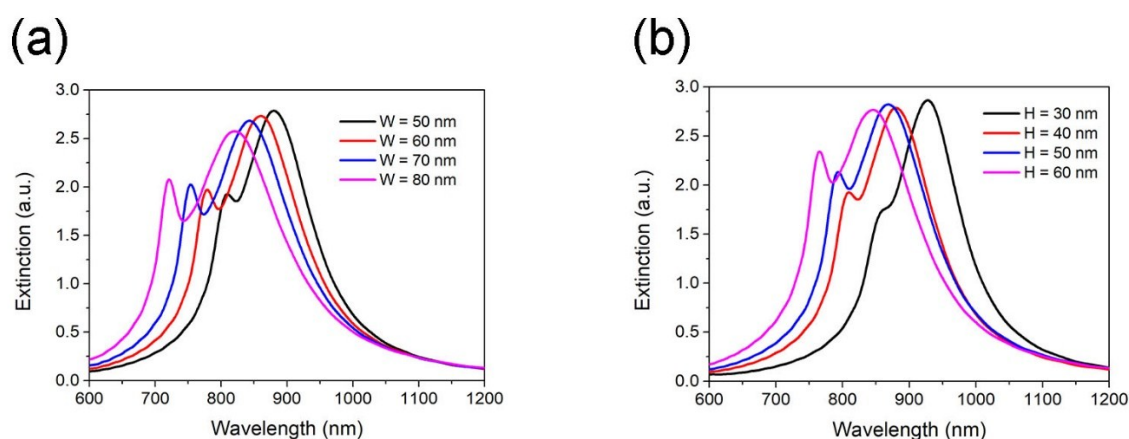 (a)
3.0
2.5
2.0
1.5
1.0
0.5
0.0
Extinction (a.u.)
W = 50 nm
W = 60 nm
W = 70 nm
W = 80 nm
600 700 800 900 1000 1100 1200
Wavelength (nm)
(b)
3.0
2.5
2.0
1.5
1.0
0.5
0.0
Extinction (a.u.)
H = 30 nm
H = 40 nm
H = 50 nm
H = 60 nm
600 700 800 900 1000 1100 1200
Wavelength (nm)